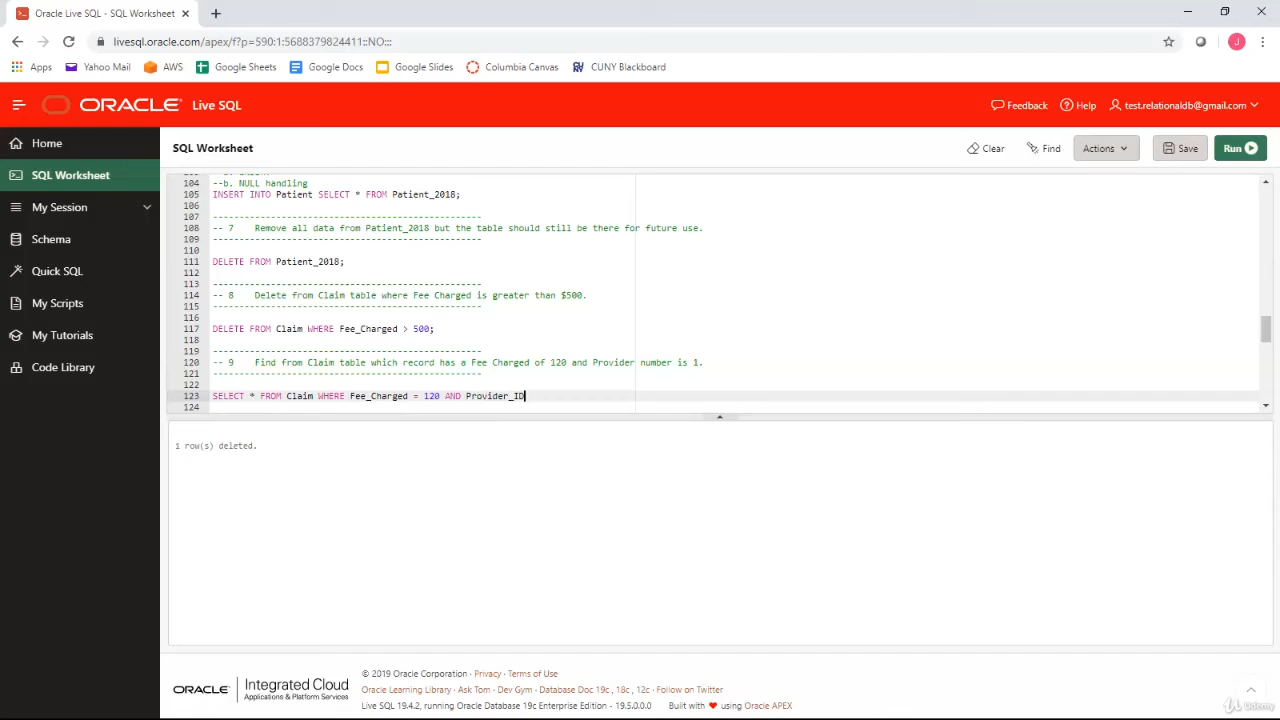 Oracle Live SQL - SQL Worksheet
livesql.oracle.com/apex/f?p=590:1:5688379824411::NO:::
Apps Yahoo Mail AWS Google Sheets Google Docs Google Slides Columbia Canvas CUNY Blackboard
ORACLE Live SQL Feedback Help test.relationaldb@gmail.com
Home
SQL Worksheet
My Session
Schema
Quick SQL
My Scripts
My Tutorials
Code Library
SQL Worksheet Clear Find Actions Save Run
104 --b. NULL handling
105 INSERT INTO Patient SELECT * FROM Patient_2018;
106
107 ---------------------------------------------------
108 -- 7 Remove all data from Patient_2018 but the table should still be there for future use.
109 ---------------------------------------------------
110
111 DELETE FROM Patient_2018;
112
113 ---------------------------------------------------
114 -- 8 Delete from Claim table where Fee Charged is greater than $500.
115 ---------------------------------------------------
116
117 DELETE FROM Claim WHERE Fee_Charged > 500;
118
119 ---------------------------------------------------
120 -- 9 Find from Claim table which record has a Fee Charged of 120 and Provider number is 1.
121 ---------------------------------------------------
122
123 SELECT * FROM Claim WHERE Fee_Charged = 120 AND Provider_ID
124
1 row(s) deleted.
ORACLE Integrated Cloud
Applications & Platform Services
© 2019 Oracle Corporation · Privacy · Terms of Use
Oracle Learning Library · Ask Tom · Dev Gym · Database Doc 19c, 18c, 12c · Follow on Twitter
Live SQL 19.4.2, running Oracle Database 19c Enterprise Edition - 19.5.0.0.0 Built with ♥ using Oracle APEX
Udemy